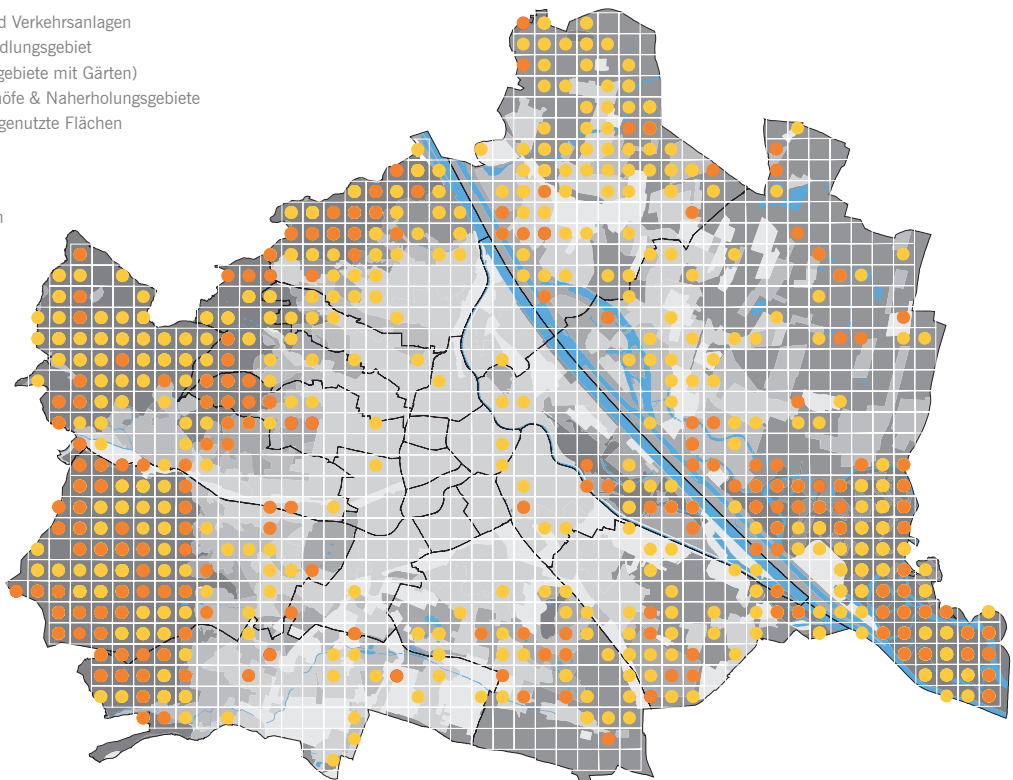 d Verkehrsanlagen
dlungsgebiet
gebiete mit Gärten)
höfe & Naherholungsgebiete
genutzte Flächen
n